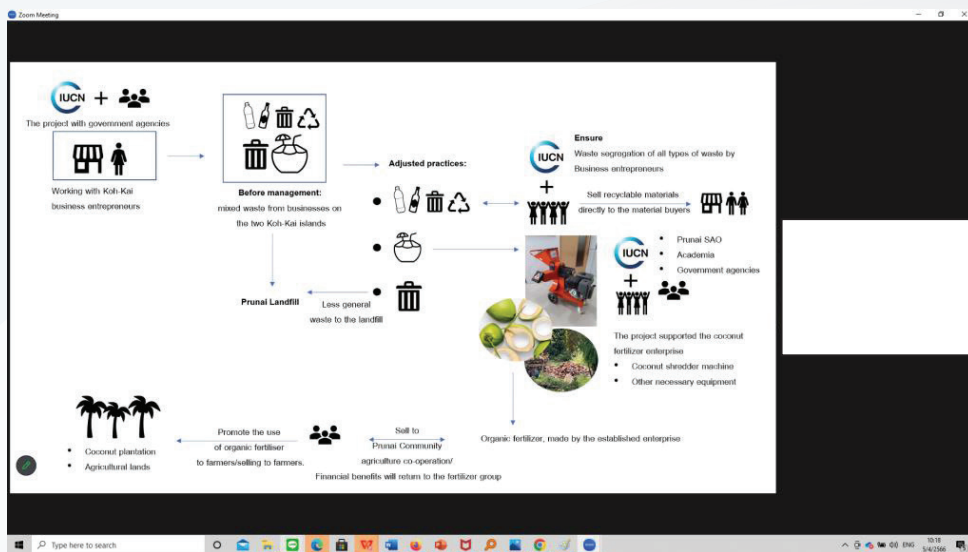 Zoom Meeting
IUCN
The project with government agencies
Working with Koh-Kai
business entrepreneurs
Before management:
mixed waste from businesses on
the two Koh-Kai islands
Prunai Landfill
Less general
waste to the landfill
Adjusted practices:
IUCN
Ensure
Waste segregation of all types of waste by
Business entrepreneurs
Sell recyclable materials
directly to the material buyers
IUCN
Prunai SAO
Academia
Government agencies
The project supported the coconut
fertilizer enterprise
Coconut shredder machine
Other necessary equipment
Organic fertilizer, made by the established enterprise
Sell to
Prunai Community
agriculture co-operation/
Financial benefits will return to the fertilizer group
Promote the use
of organic fertiliser
to farmers/selling to farmers.
Coconut plantation
Agricultural lands
Type here to search
ENG
10:18
5/4/2566